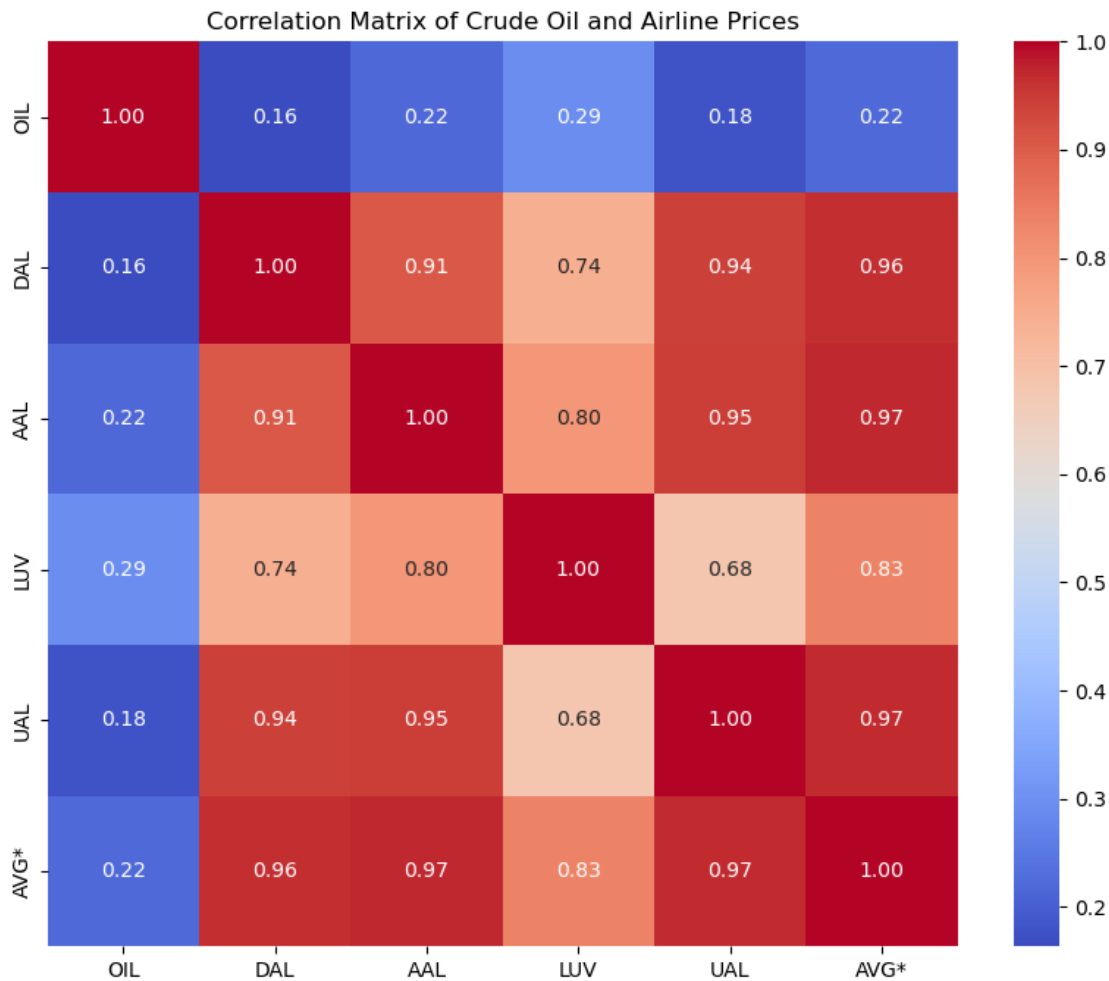 Correlation Matrix of Crude Oil and Airline Prices
OIL 1.00 0.16 0.22 0.29 0.18 0.22
DAL 0.16 1.00 0.91 0.74 0.94 0.96
AAL 0.22 0.91 1.00 0.80 0.95 0.97
LUV 0.29 0.74 0.80 1.00 0.68 0.83
UAL 0.18 0.94 0.95 0.68 1.00 0.97
AVG* 0.22 0.96 0.97 0.83 0.97 1.00
OIL DAL AAL LUV UAL AVG*
1.0
0.9
0.8
0.7
0.6
0.5
0.4
0.3
0.2